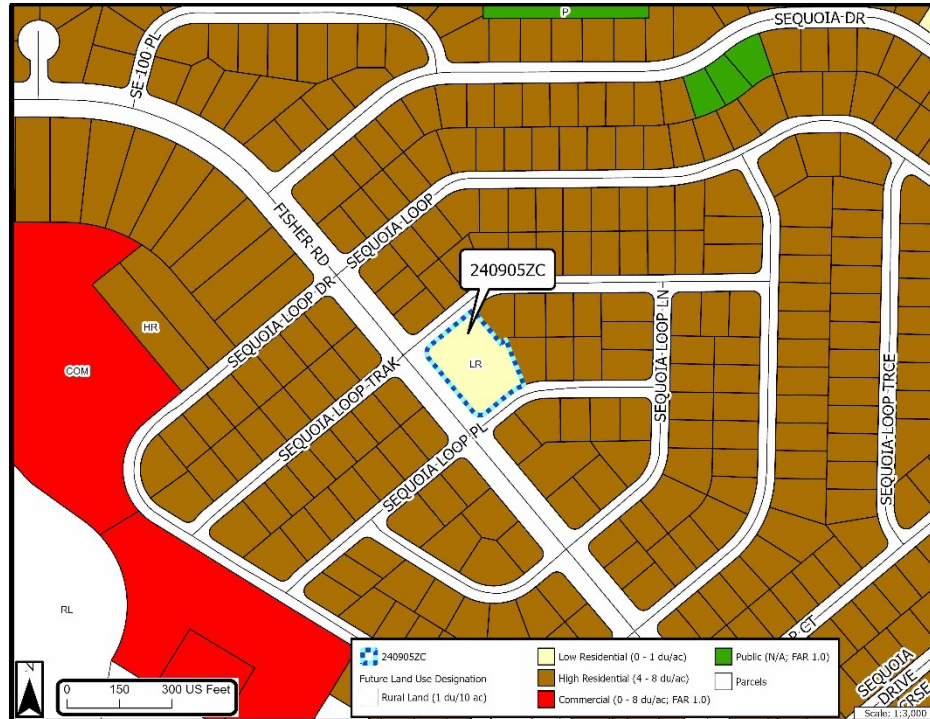 P
SEQUOIA-DR
SE-100-PL
FISHER-RD
SEQUOIA-LOOP
240905ZC
SEQUOIA-LOOP-DR
HR
COM
LR
SEQUOIA-LOOP-LN
SEQUOIA-LOOP-TRAK
SEQUOIA-LOOP-TRCE
SEQUOIA-LOOP-PL
RL
P-CT
SEQUOIA
DRIVE
CRSE
N
0 150 300 US Feet
240905ZC
Future Land Use Designation
Rural Land (1 du/10 ac)
Low Residential (0 - 1 du/ac)
High Residential (4 - 8 du/ac)
Commercial (0 - 8 du/ac; FAR 1.0)
Public (N/A; FAR 1.0)
Parcels
Scale: 1:3,000